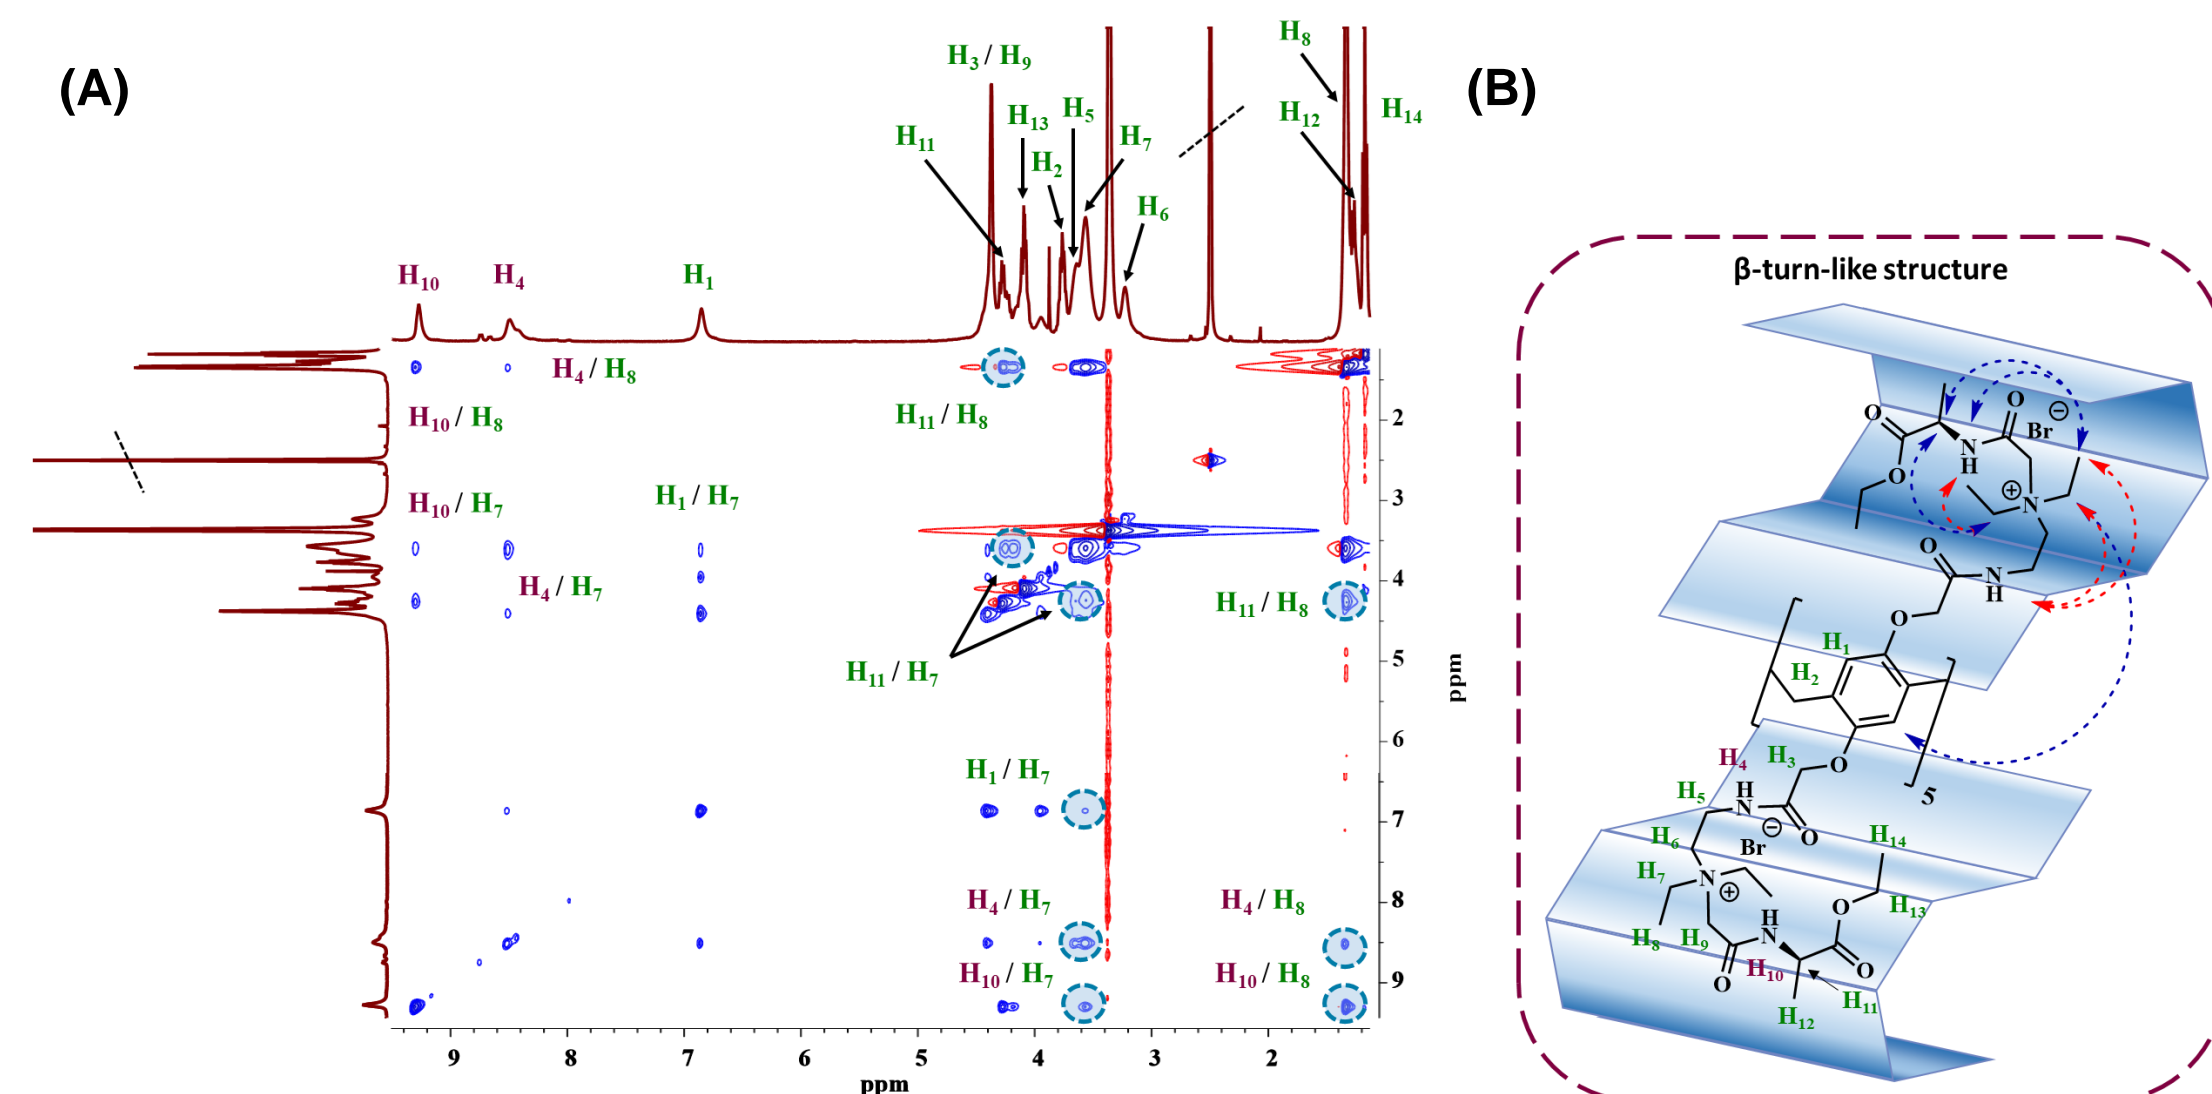 (A)
(B)
H3 / H9
H8
H13
H5
H12
H14
H11
H7
H2
H6
H10
H4
H1
H4 / H8
H10 / H8
H11 / H8
2
H10 / H7
H1 / H7
3
H4 / H7
4
H11 / H8
5
H11 / H7
ppm
6
H1 / H7
7
H4 / H7
H4 / H8
8
H10 / H7
H10 / H8
9
9
8
7
6
5
4
3
2
ppm
β-turn-like structure
O
O
⊖
Br
N
H
O
⊕
N
O
N
H
O
H1
H2
H4
H3
O
H5
H
N
5
⊖
O
H6
Br
H14
H7
N
⊕
O
H13
H
H8
H9
N
H10
O
O
H11
H12